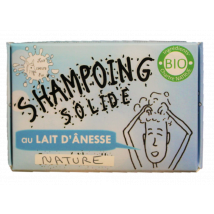 SHAMPOING
SOLIDE
BIO
au LAIT D'ÂNESSE
NATURE